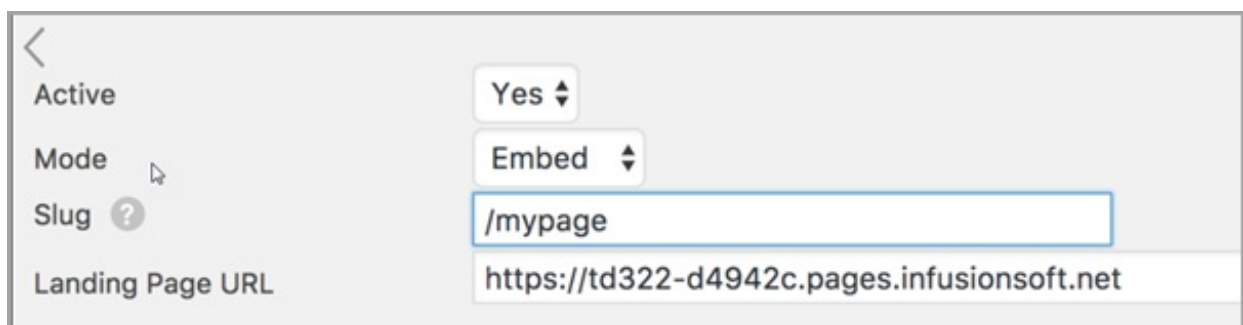 Active Yes
Mode Embed
Slug ? /mypage
Landing Page URL https://td322-d4942c.pages.infusionsoft.net